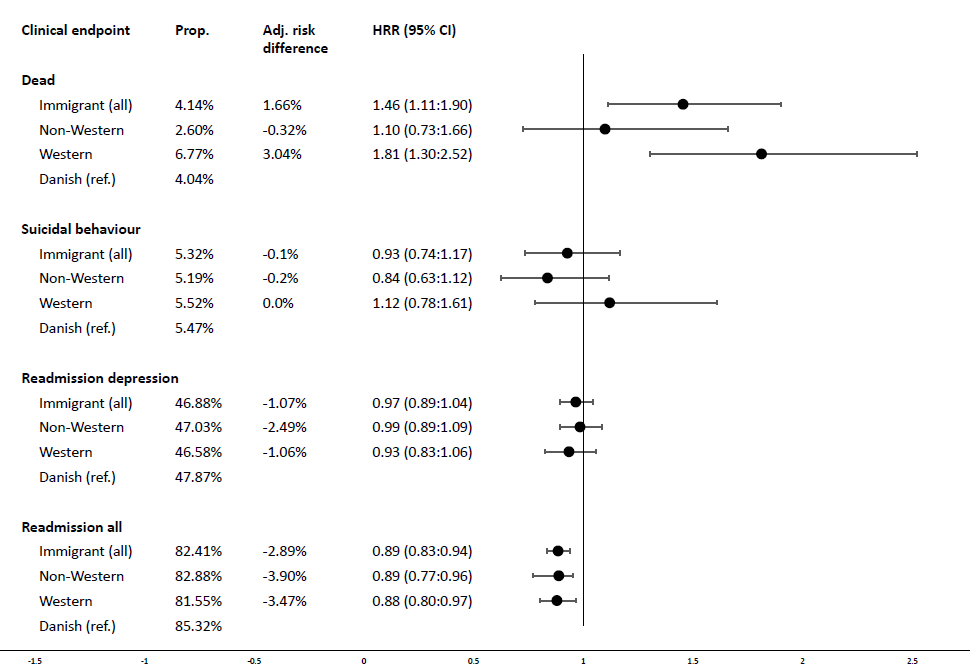 Clinical endpoint Prop. Adj. risk difference HRR (95% CI)
Dead
Immigrant (all) 4.14% 1.66% 1.46 (1.11:1.90)
Non-Western 2.60% -0.32% 1.10 (0.73:1.66)
Western 6.77% 3.04% 1.81 (1.30:2.52)
Danish (ref.) 4.04%
Suicidal behaviour
Immigrant (all) 5.32% -0.1% 0.93 (0.74:1.17)
Non-Western 5.19% -0.2% 0.84 (0.63:1.12)
Western 5.52% 0.0% 1.12 (0.78:1.61)
Danish (ref.) 5.47%
Readmission depression
Immigrant (all) 46.88% -1.07% 0.97 (0.89:1.04)
Non-Western 47.03% -2.49% 0.99 (0.89:1.09)
Western 46.58% -1.06% 0.93 (0.83:1.06)
Danish (ref.) 47.87%
Readmission all
Immigrant (all) 82.41% -2.89% 0.89 (0.83:0.94)
Non-Western 82.88% -3.90% 0.89 (0.77:0.96)
Western 81.55% -3.47% 0.88 (0.80:0.97)
Danish (ref.) 85.32%
-1.5 -1 -0.5 0 0.5 1 1.5 2 2.5